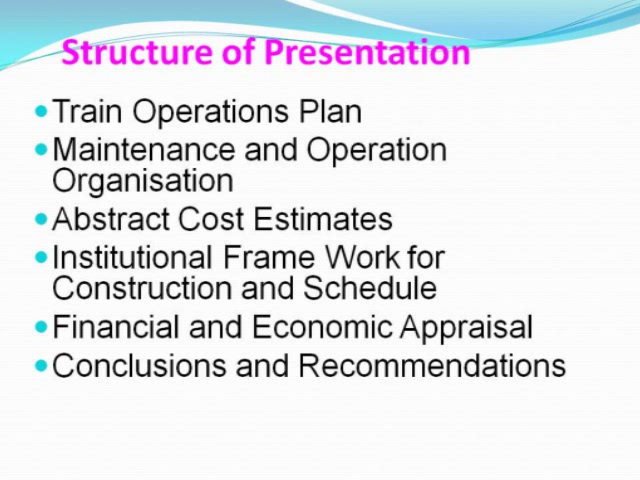 Structure of Presentation
•Train Operations Plan
•Maintenance and Operation
Organisation
•Abstract Cost Estimates
•Institutional Frame Work for
Construction and Schedule
•Financial and Economic Appraisal
•Conclusions and Recommendations